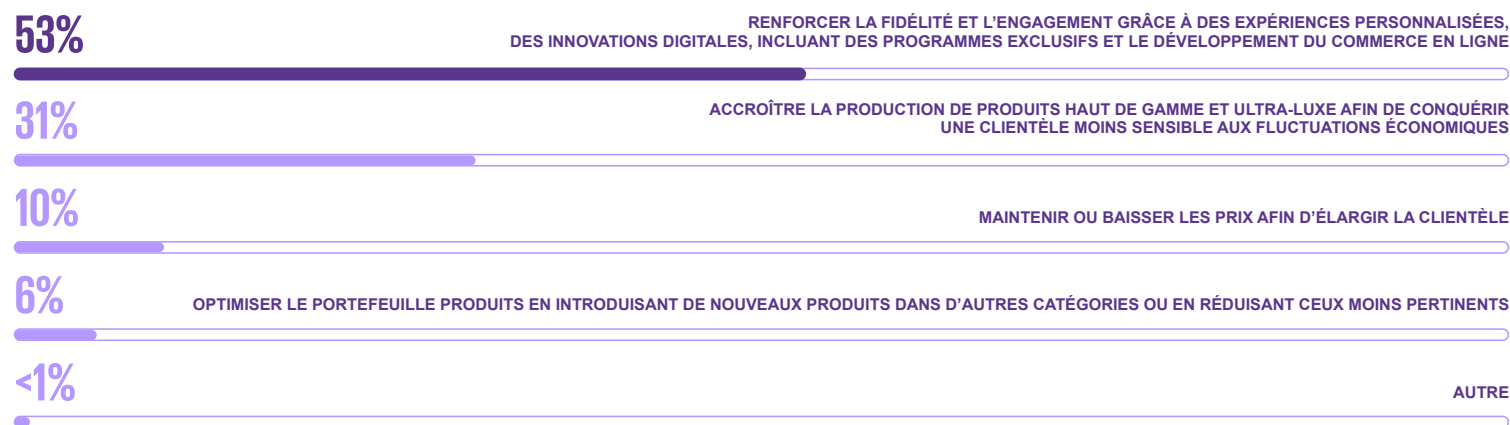 53%
RENFORCER LA FIDÉLITÉ ET L’ENGAGEMENT GRÂCE À DES EXPÉRIENCES PERSONNALISÉES,
DES INNOVATIONS DIGITALES, INCLUANT DES PROGRAMMES EXCLUSIFS ET LE DÉVELOPPEMENT DU COMMERCE EN LIGNE
31%
ACCROÎTRE LA PRODUCTION DE PRODUITS HAUT DE GAMME ET ULTRA-LUXE AFIN DE CONQUÉRIR
UNE CLIENTÈLE MOINS SENSIBLE AUX FLUCTUATIONS ÉCONOMIQUES
10%
MAINTENIR OU BAISSER LES PRIX AFIN D’ÉLARGIR LA CLIENTÈLE
6%
OPTIMISER LE PORTEFEUILLE PRODUITS EN INTRODUISANT DE NOUVEAUX PRODUITS DANS D’AUTRES CATÉGORIES OU EN RÉDUISANT CEUX MOINS PERTINENTS
<1%
AUTRE